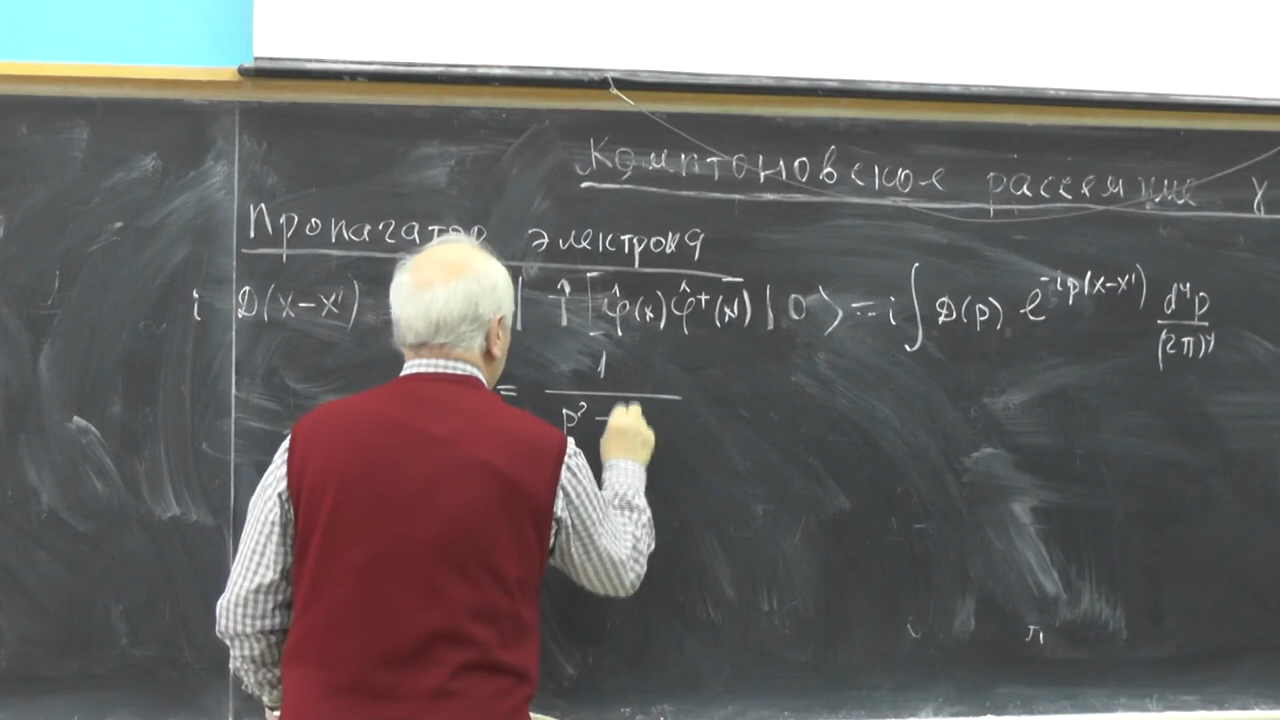 Комптоновское рассеяние γ
Пропагатор электрона
i D(x-x') | T [φ̂(x) φ̂⁺(x')] | 0 ⟩ = i ∫ D(p) e^{-ip(x-x')} d⁴p/(2π)⁴
= 1/p² -